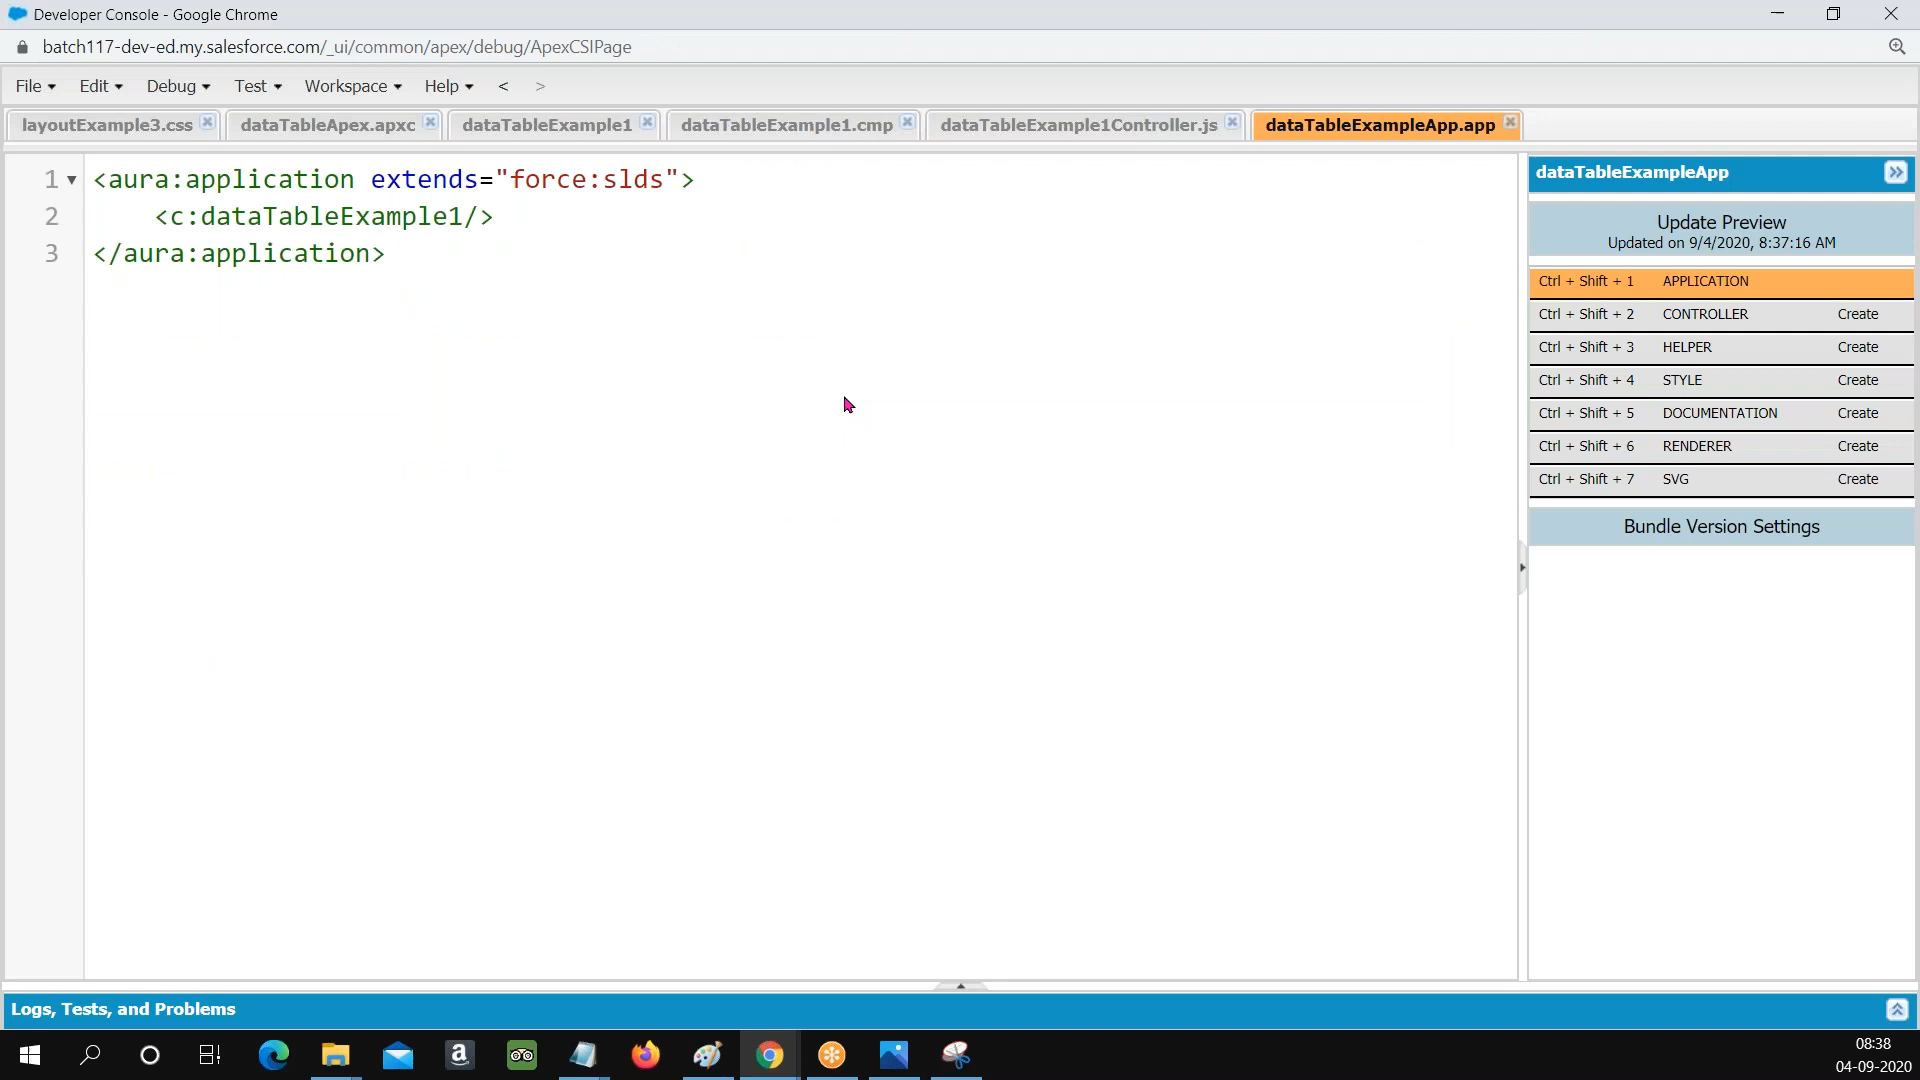 Developer Console - Google Chrome
batch117-dev-ed.my.salesforce.com/_ui/common/apex/debug/ApexCSIPage
File Edit Debug Test Workspace Help < >
layoutExample3.css dataTableApex.apxc dataTableExample1 dataTableExample1.cmp dataTableExample1Controller.js dataTableExampleApp.app
1 <aura:application extends="force:slds">
2 <c:dataTableExample1/>
3 </aura:application>
dataTableExampleApp
Update Preview
Updated on 9/4/2020, 8:37:16 AM
Ctrl + Shift + 1 APPLICATION
Ctrl + Shift + 2 CONTROLLER Create
Ctrl + Shift + 3 HELPER Create
Ctrl + Shift + 4 STYLE Create
Ctrl + Shift + 5 DOCUMENTATION Create
Ctrl + Shift + 6 RENDERER Create
Ctrl + Shift + 7 SVG Create
Bundle Version Settings
Logs, Tests, and Problems
08:38
04-09-2020